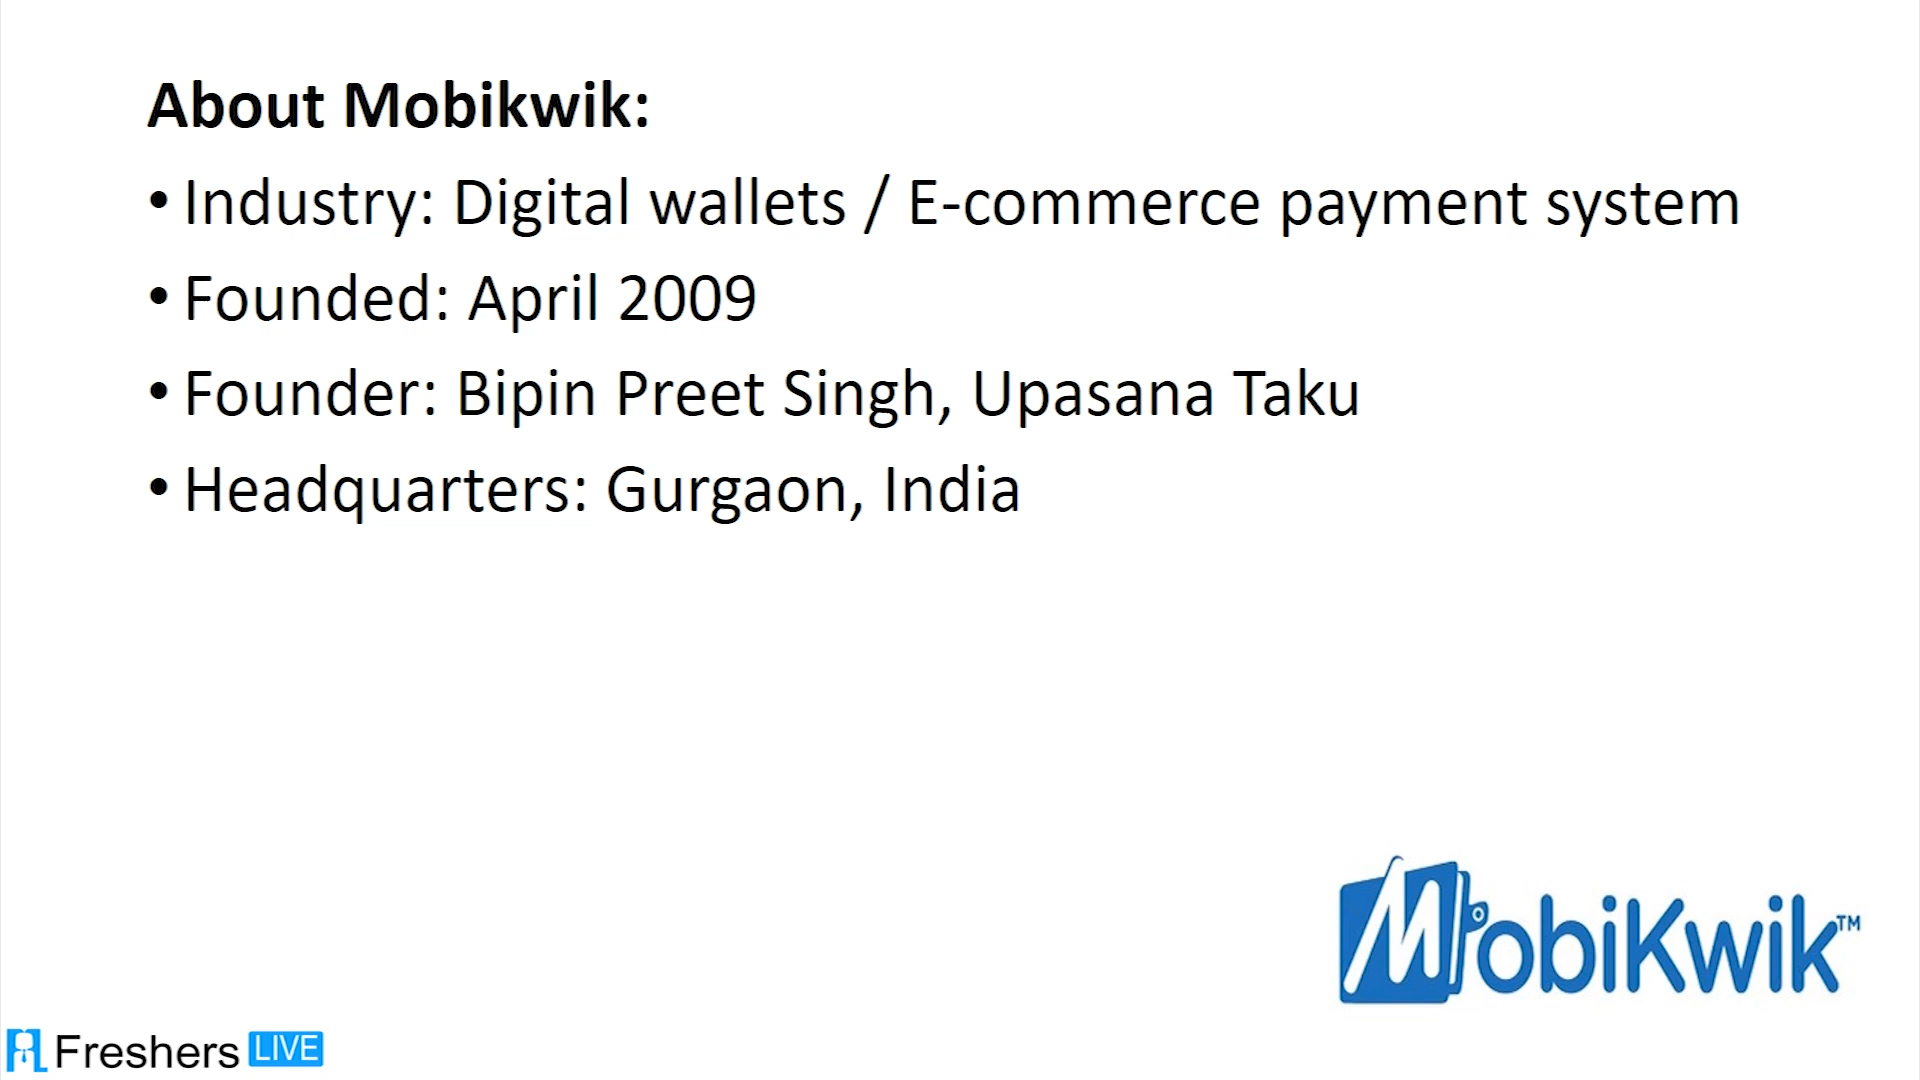 About Mobikwik:
• Industry: Digital wallets / E-commerce payment system
• Founded: April 2009
• Founder: Bipin Preet Singh, Upasana Taku
• Headquarters: Gurgaon, India
MobiKwik™
Freshers LIVE